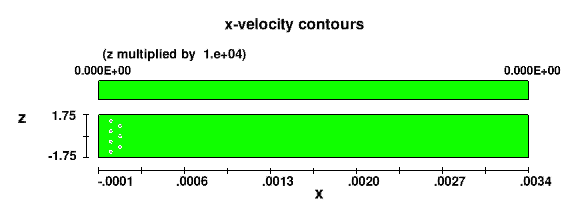 x-velocity contours
(z multiplied by 1.e+04)
0.000E+00 0.000E+00
z 1.75
-1.75
-.0001 .0006 .0013 .0020 .0027 .0034
x